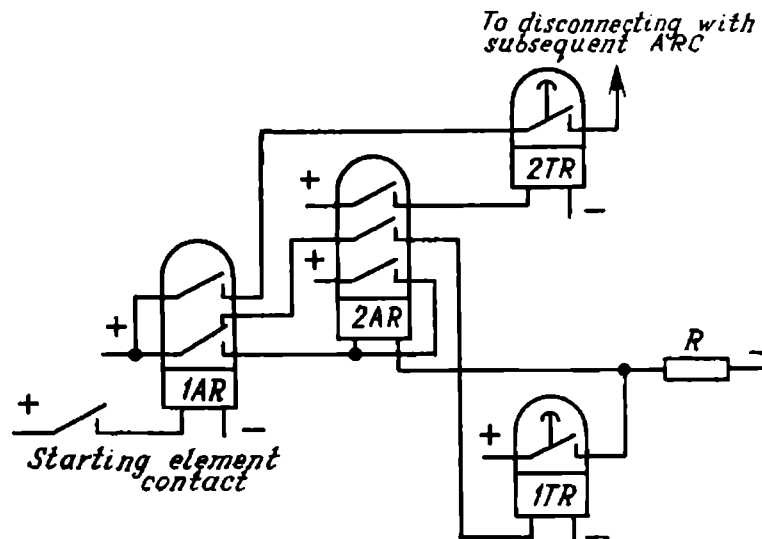 To disconnecting with
subsequent ARC
2TR
+
−
+
+
2AR
+
1AR
+
−
Starting element
contact
R
−
+
1TR
−